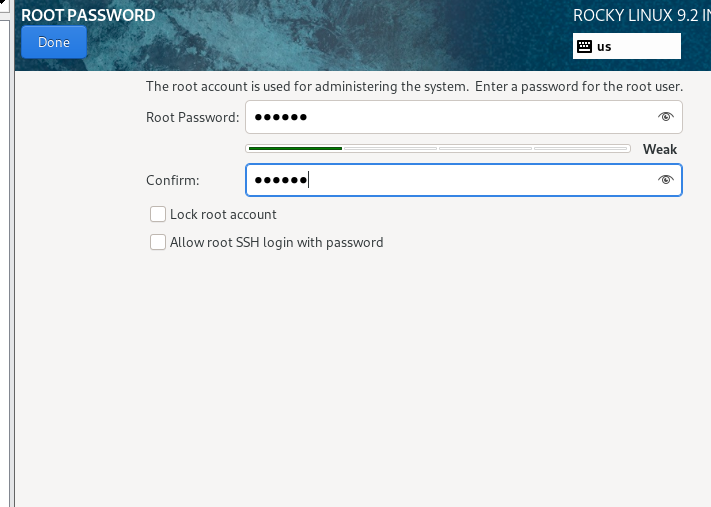 ROOT PASSWORD
ROCKY LINUX 9.2 IN
Done
us
The root account is used for administering the system. Enter a password for the root user.
Root Password: ●●●●●●
Weak
Confirm: ●●●●●●
Lock root account
Allow root SSH login with password